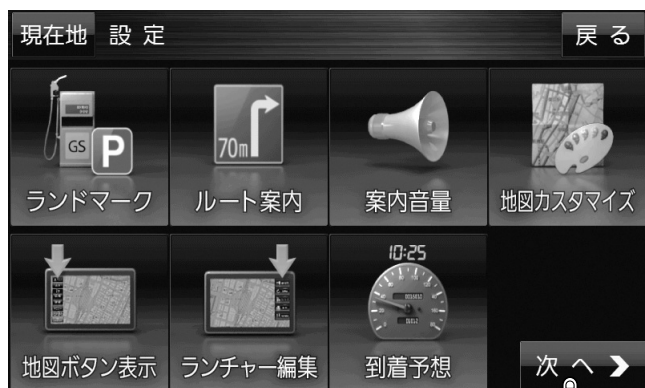 現在地 設定 戻る
GS P
70m
ランドマーク ルート案内 案内音量 地図カスタマイズ
10:25
地図ボタン表示 ランチャー編集 到着予想
次へ